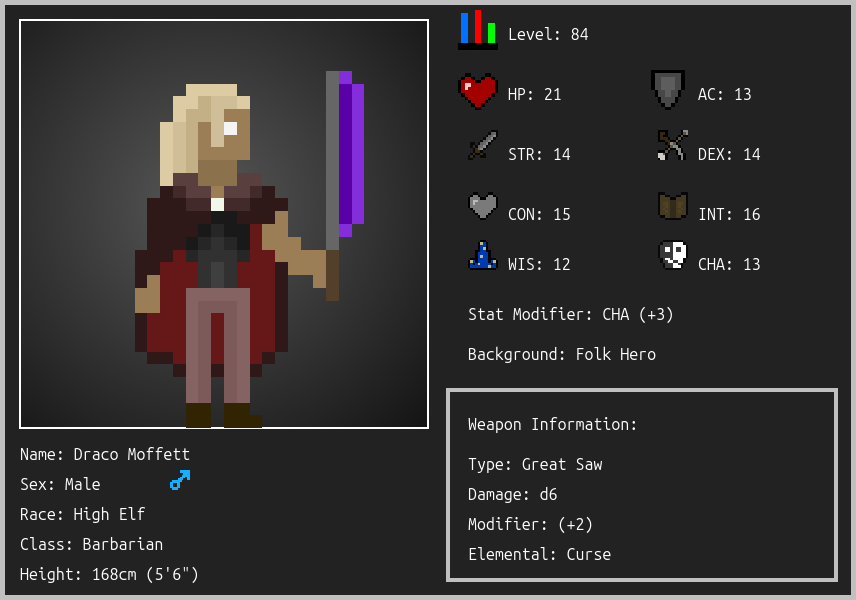 Level: 84
HP: 21
AC: 13
STR: 14
DEX: 14
CON: 15
INT: 16
WIS: 12
CHA: 13
Stat Modifier: CHA (+3)
Background: Folk Hero
Weapon Information:
Type: Great Saw
Damage: d6
Modifier: (+2)
Elemental: Curse
Name: Draco Moffett
Sex: Male
Race: High Elf
Class: Barbarian
Height: 168cm (5'6")